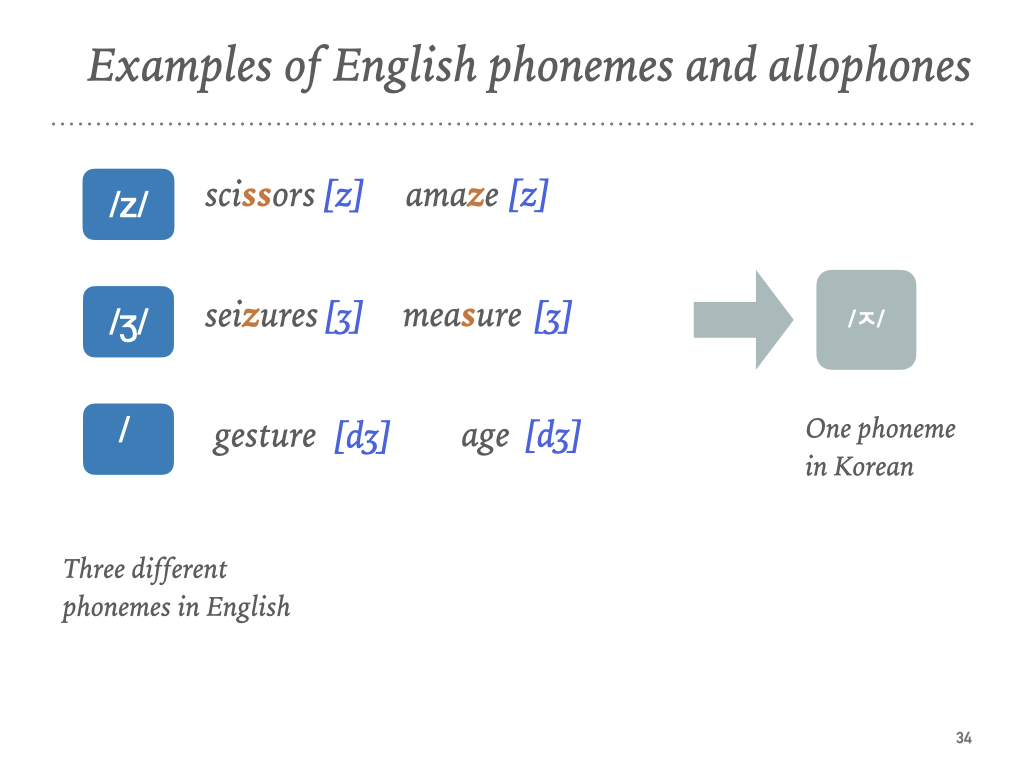 Examples of English phonemes and allophones
/z/ scissors [z] amaze [z]
/ʒ/ seizures [ʒ] measure [ʒ]
/ㅈ/
/ gesture [dʒ] age [dʒ]
One phoneme
in Korean
Three different
phonemes in English
34